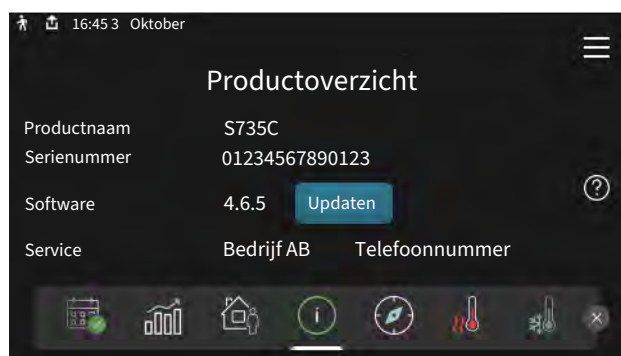 16:45 3 Oktober
Productoverzicht
Productnaam S735C
Serienummer 01234567890123
Software 4.6.5 Updaten
Service Bedrijf AB Telefoonnummer